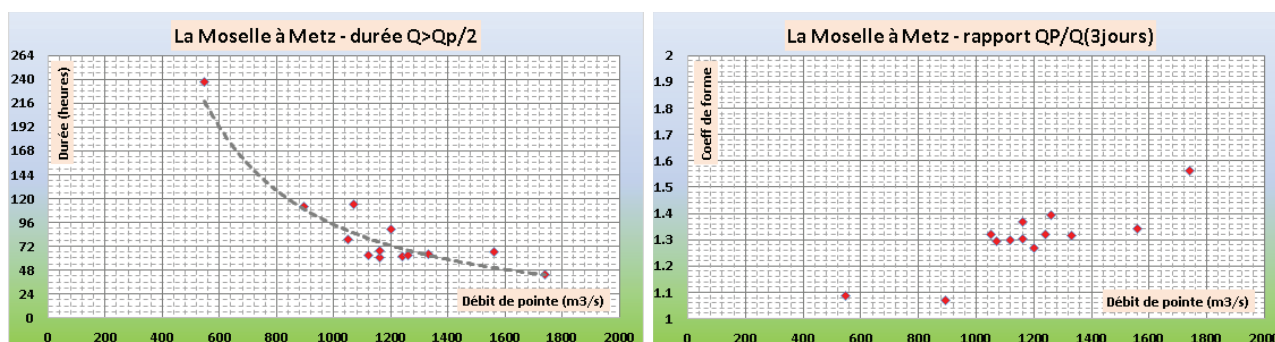 La Moselle à Metz - durée Q>Qp/2
264
240
216
192
168
144
120
96
72
48
24
0
Durée (heures)
Débit de pointe (m3/s)
0 200 400 600 800 1000 1200 1400 1600 1800 2000
La Moselle à Metz - rapport QP/Q(3jours)
2
1.9
1.8
1.7
1.6
1.5
1.4
1.3
1.2
1.1
1
Coeff de forme
Débit de pointe (m3/s)
0 200 400 600 800 1000 1200 1400 1600 1800 2000